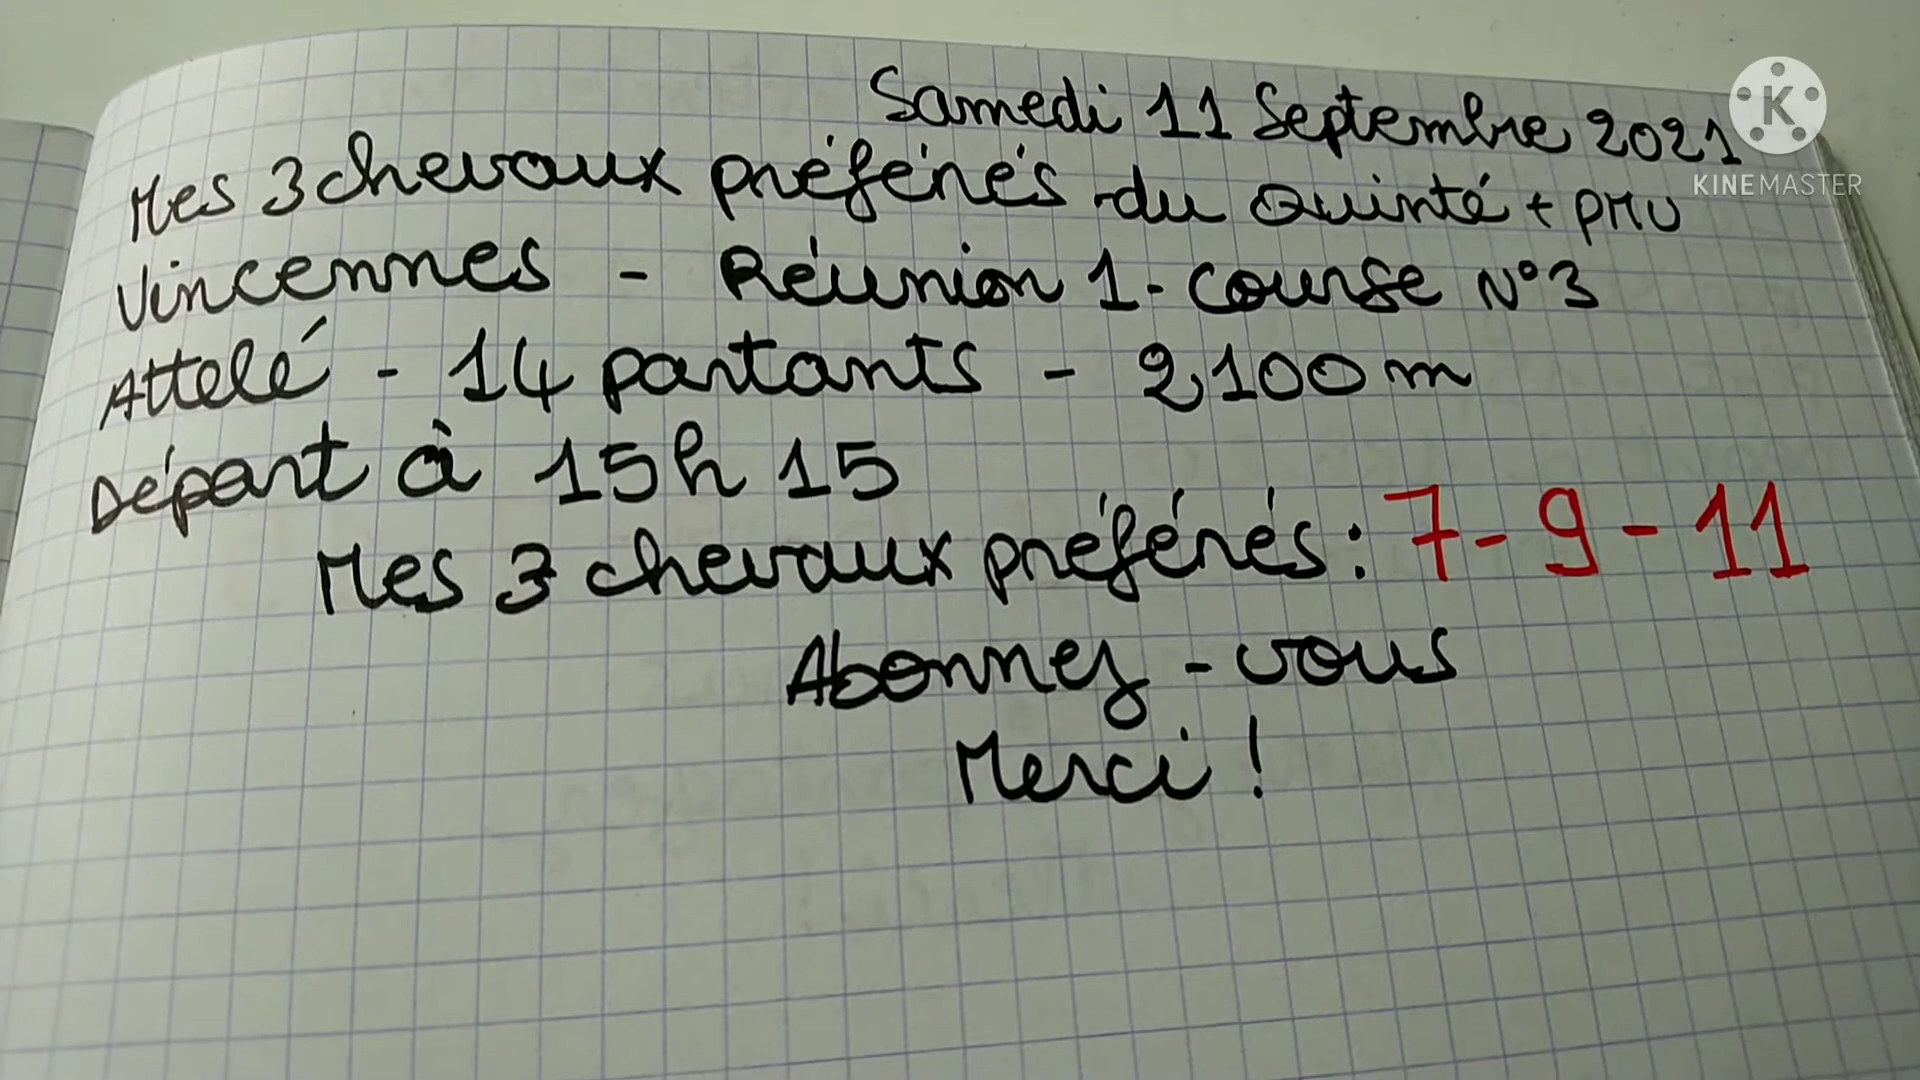 Samedi 11 Septembre 2021
KINEMASTER
Mes 3 chevaux préférés du Quinté + PMU
Vincennes - Réunion 1 - course N°3
Attelé - 14 partants - 2100 m
Départ à 15h15
Mes 3 chevaux préférés : 7 - 9 - 11
Abonnez-vous
Merci !